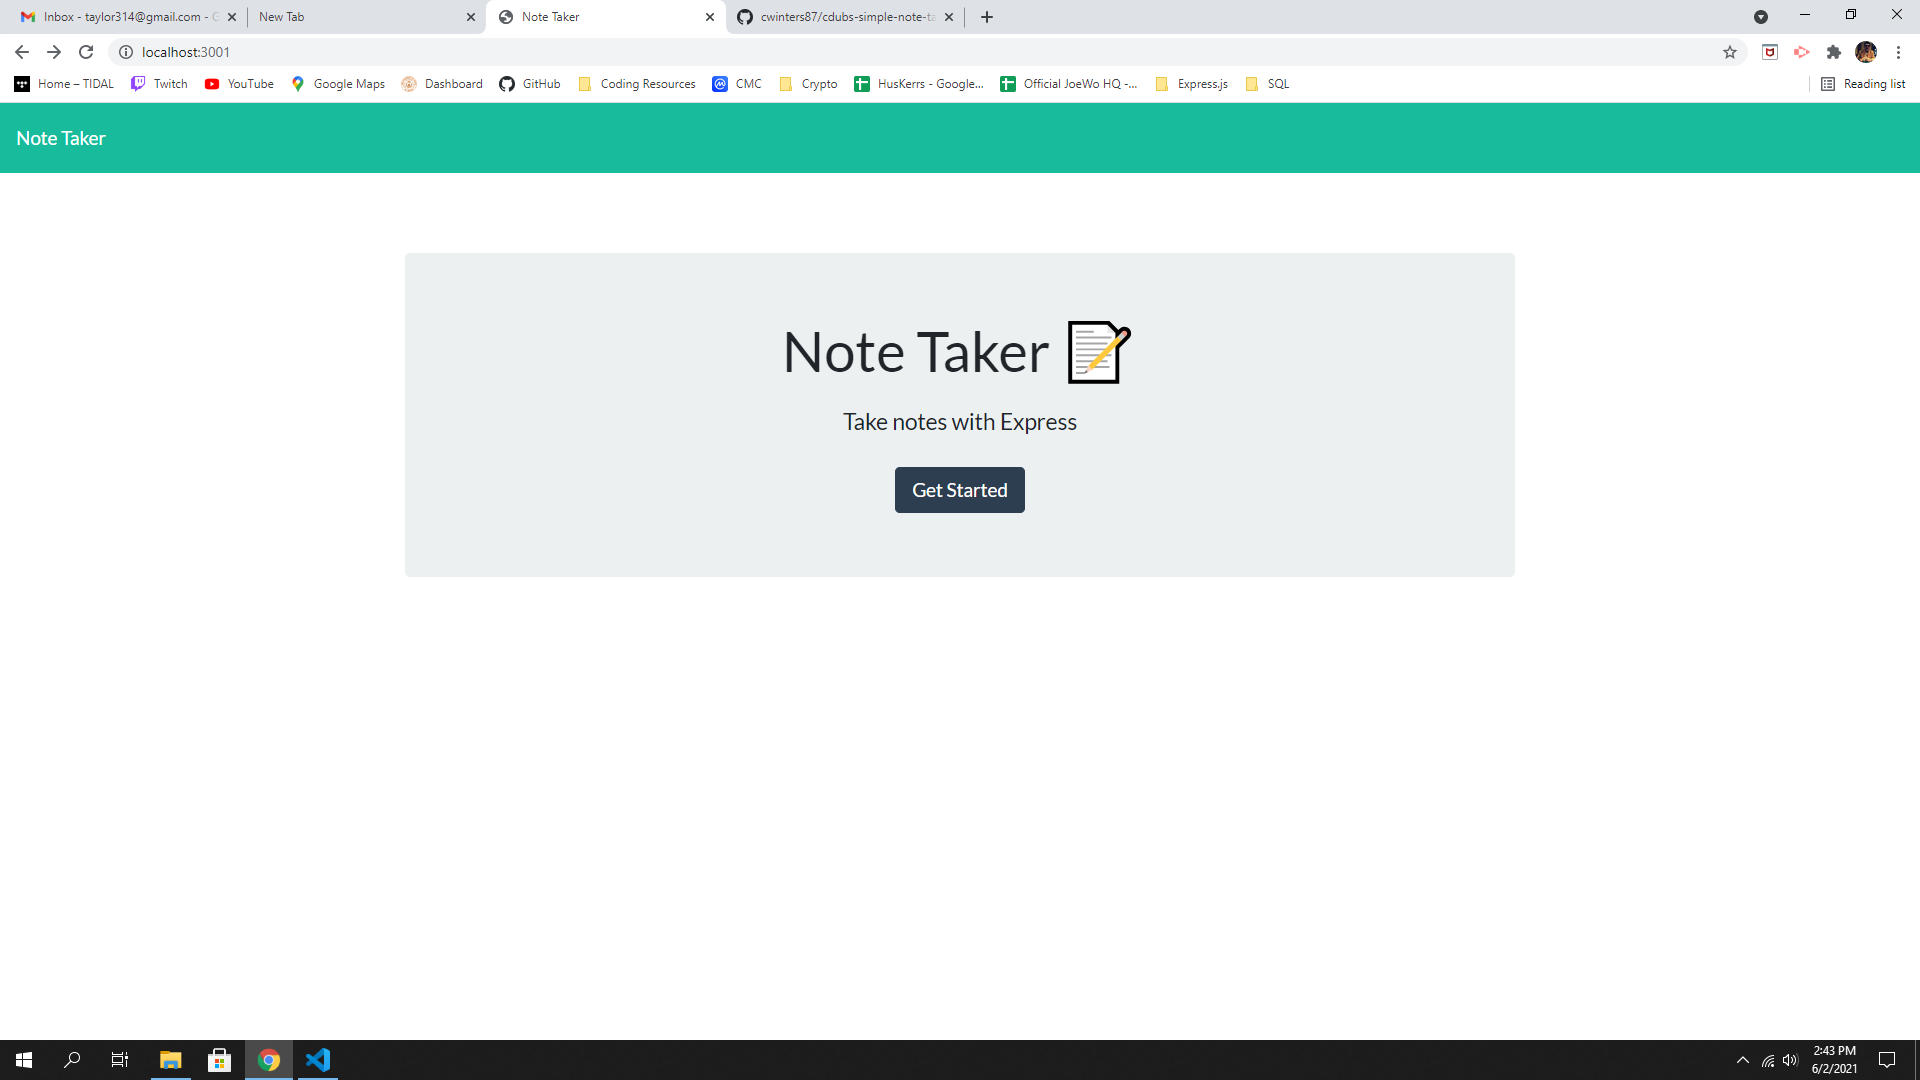 Inbox - taylor314@gmail.com - G
New Tab
Note Taker
cwinters87/cdubs-simple-note-ta
localhost:3001
Home – TIDAL
Twitch
YouTube
Google Maps
Dashboard
GitHub
Coding Resources
CMC
Crypto
HusKerrs - Google...
Official JoeWo HQ -...
Express.js
SQL
Reading list
Note Taker
Note Taker
Take notes with Express
Get Started
2:43 PM
6/2/2021